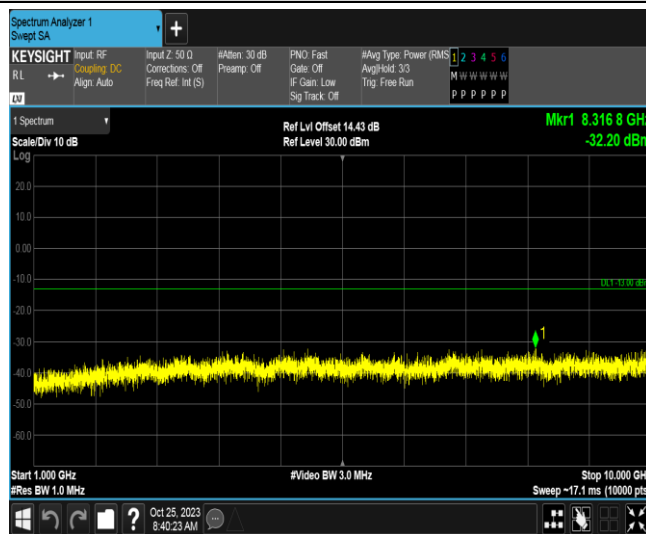 Spectrum Analyzer 1
Swept SA
+
KEYSIGHT Input: RF Input Z: 50 Ω #Atten: 30 dB PNO: Fast #Avg Type: Power (RMS 1 2 3 4 5 6
RL Coupling: DC Corrections: Off Preamp: Off Gate: Off Avg|Hold: 3/3 M W W W W W
Align: Auto Freq Ref: Int (S) IF Gain: Low Trig: Free Run
LXI Sig Track: Off P P P P P P
1 Spectrum Ref Lvl Offset 14.43 dB Mkr1 8.316 8 GHz
Scale/Div 10 dB Ref Level 30.00 dBm -32.20 dBm
Log
20.0
10.0
0.00
-10.0
DL1 -13.00 dBm
-20.0
-30.0
1
-40.0
-50.0
-60.0
Start 1.000 GHz #Video BW 3.0 MHz Stop 10.000 GH
#Res BW 1.0 MHz Sweep ~17.1 ms (10000 pts
? Oct 25, 2023
8:40:23 AM